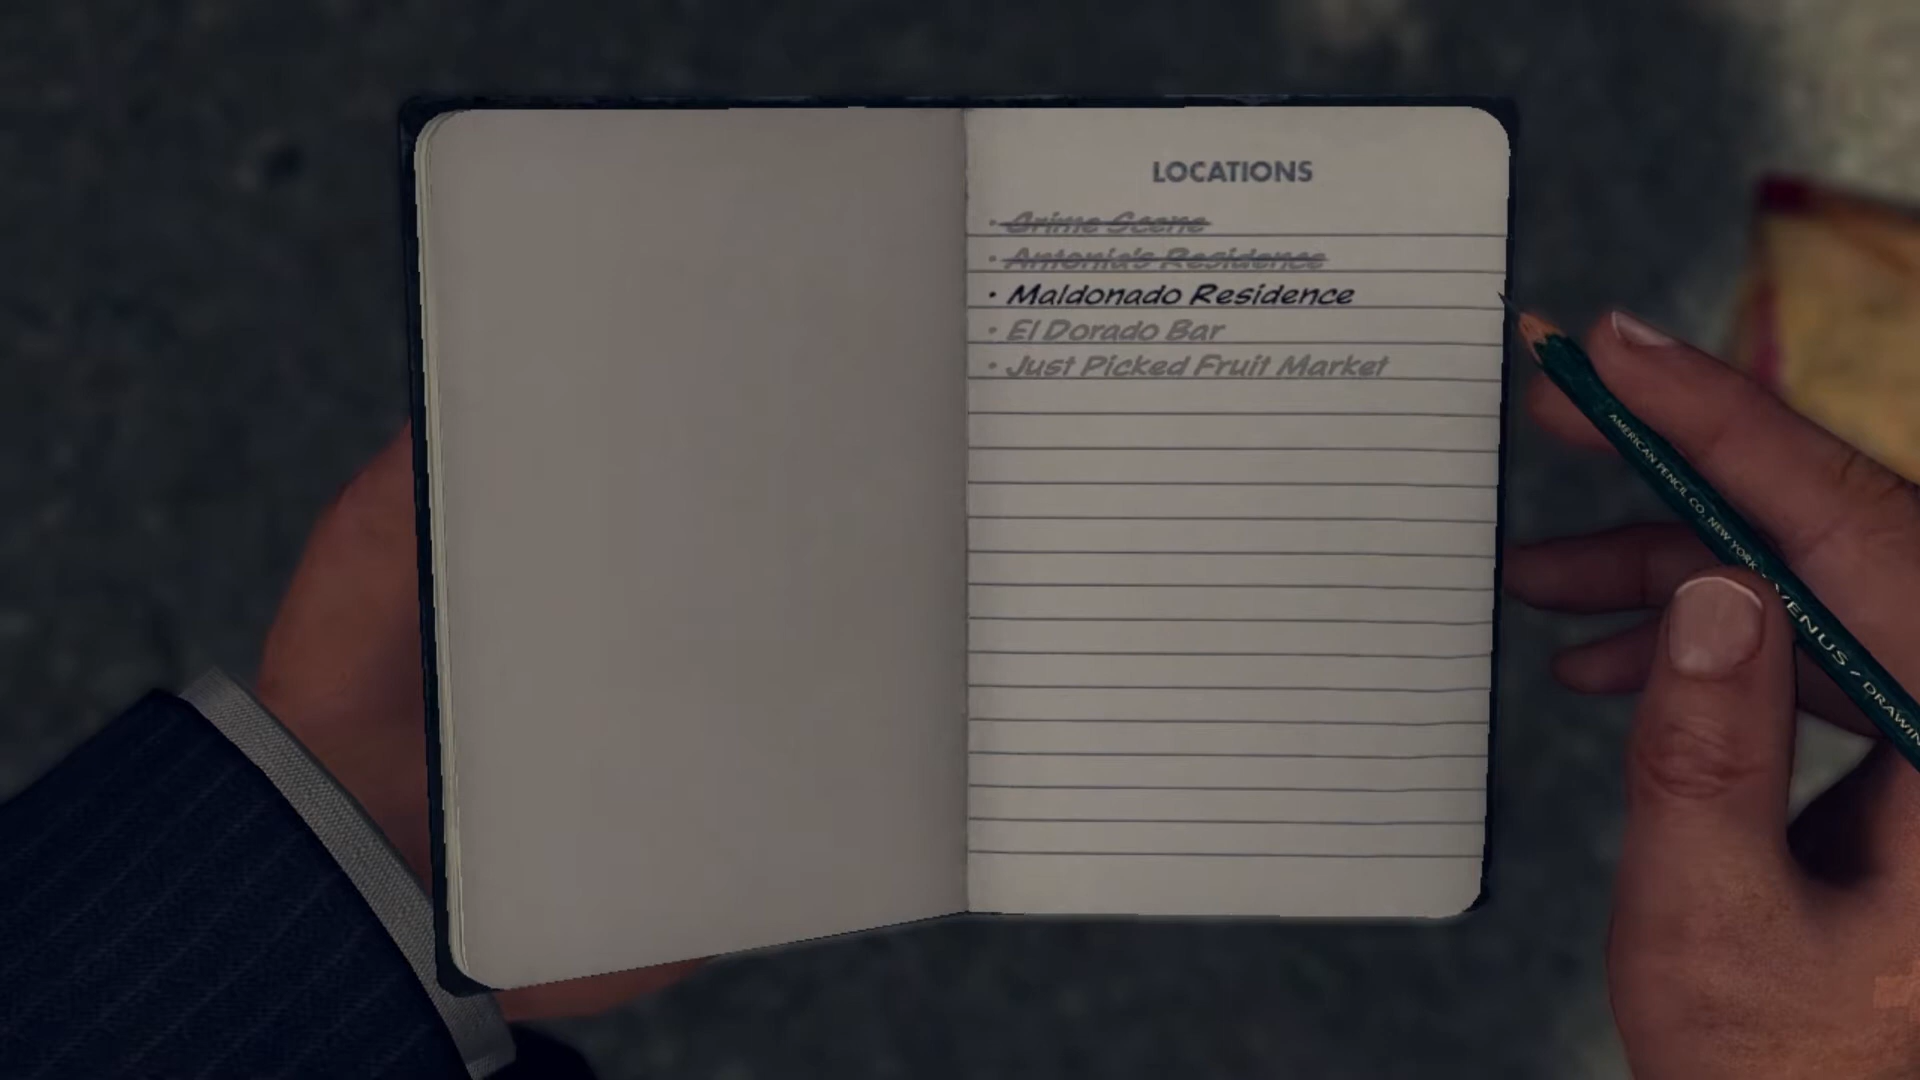 LOCATIONS
• Crime Scene
• Antonia's Residence
• Maldonado Residence
• El Dorado Bar
• Just Picked Fruit Market
AMERICAN PENCIL CO. NEW YORK • VENUS / DRAWIN